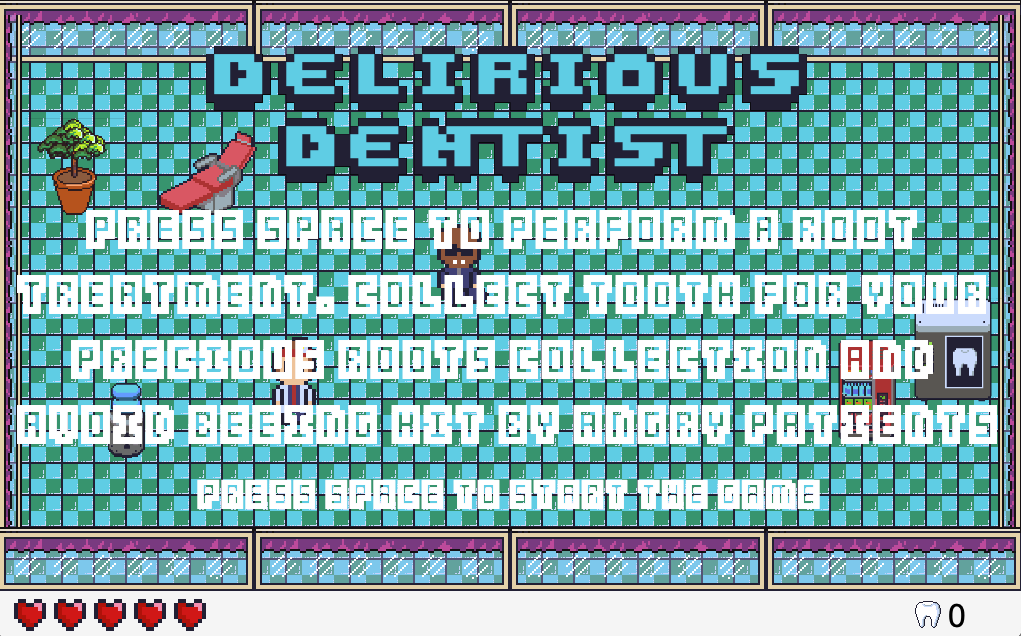 DELIRIOUS
DENTIST
PRESS SPACE TO PERFORM A ROOT
TREATMENT. COLLECT TOOTH FOR YOUR
PRECIOUS ROOTS COLLECTION AND
AVOID BEEING HIT BY ANGRY PATIENTS
PRESS SPACE TO START THE GAME
0